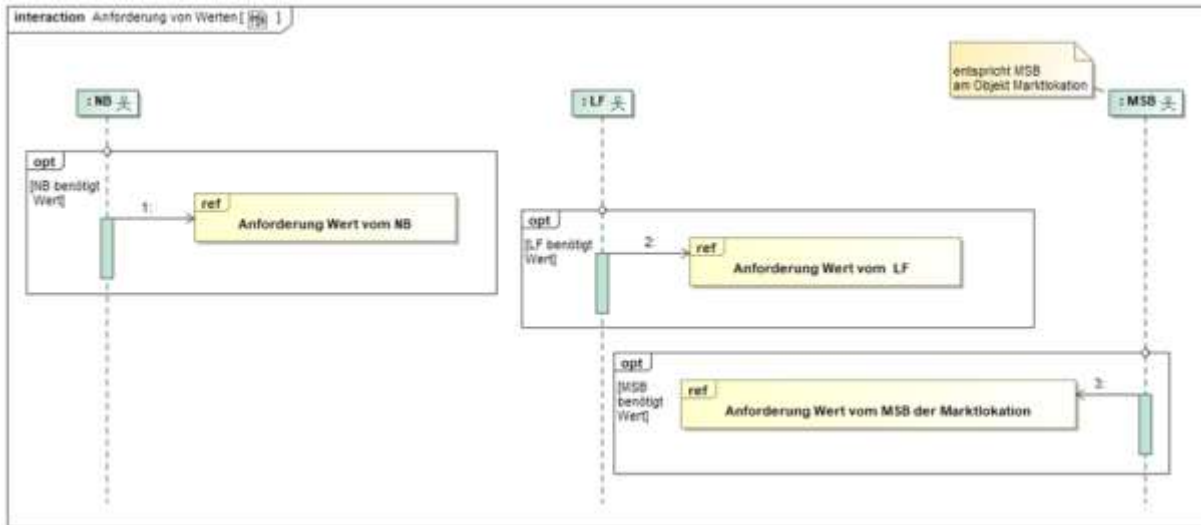 interaction Anforderung von Werten [ ]
entspricht MSB
am Objekt Marktlokation
: NB
: LF
: MSB
opt
[NB benötigt
Wert]
1:
ref
Anforderung Wert vom NB
opt
[LF benötigt
Wert]
2:
ref
Anforderung Wert vom LF
opt
[MSB
benötigt
Wert]
ref
3:
Anforderung Wert vom MSB der Marktlokation